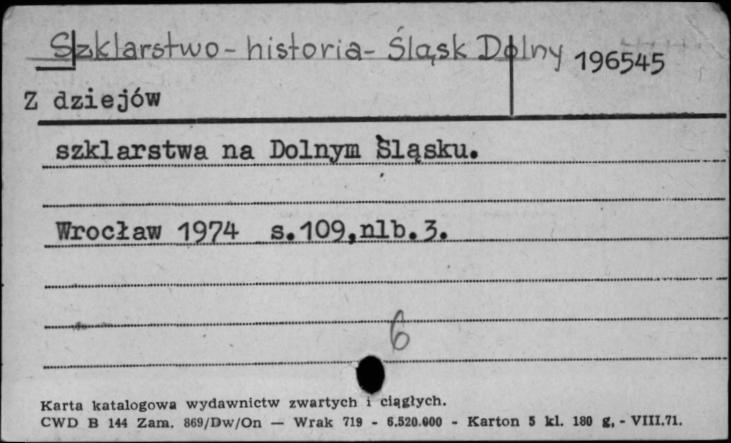 Szklarstwo - historia - Śląsk Dolny 196545
Z dziejów
szklarstwa na Dolnym Śląsku.
Wrocław 1974 s.109,nlb.3.
6
Karta katalogowa wydawnictw zwartych i ciągłych.
CWD B 144 Zam. 869/Dw/On — Wrak 719 - 6.520.000 - Karton 5 kl. 180 g, - VIII.71.